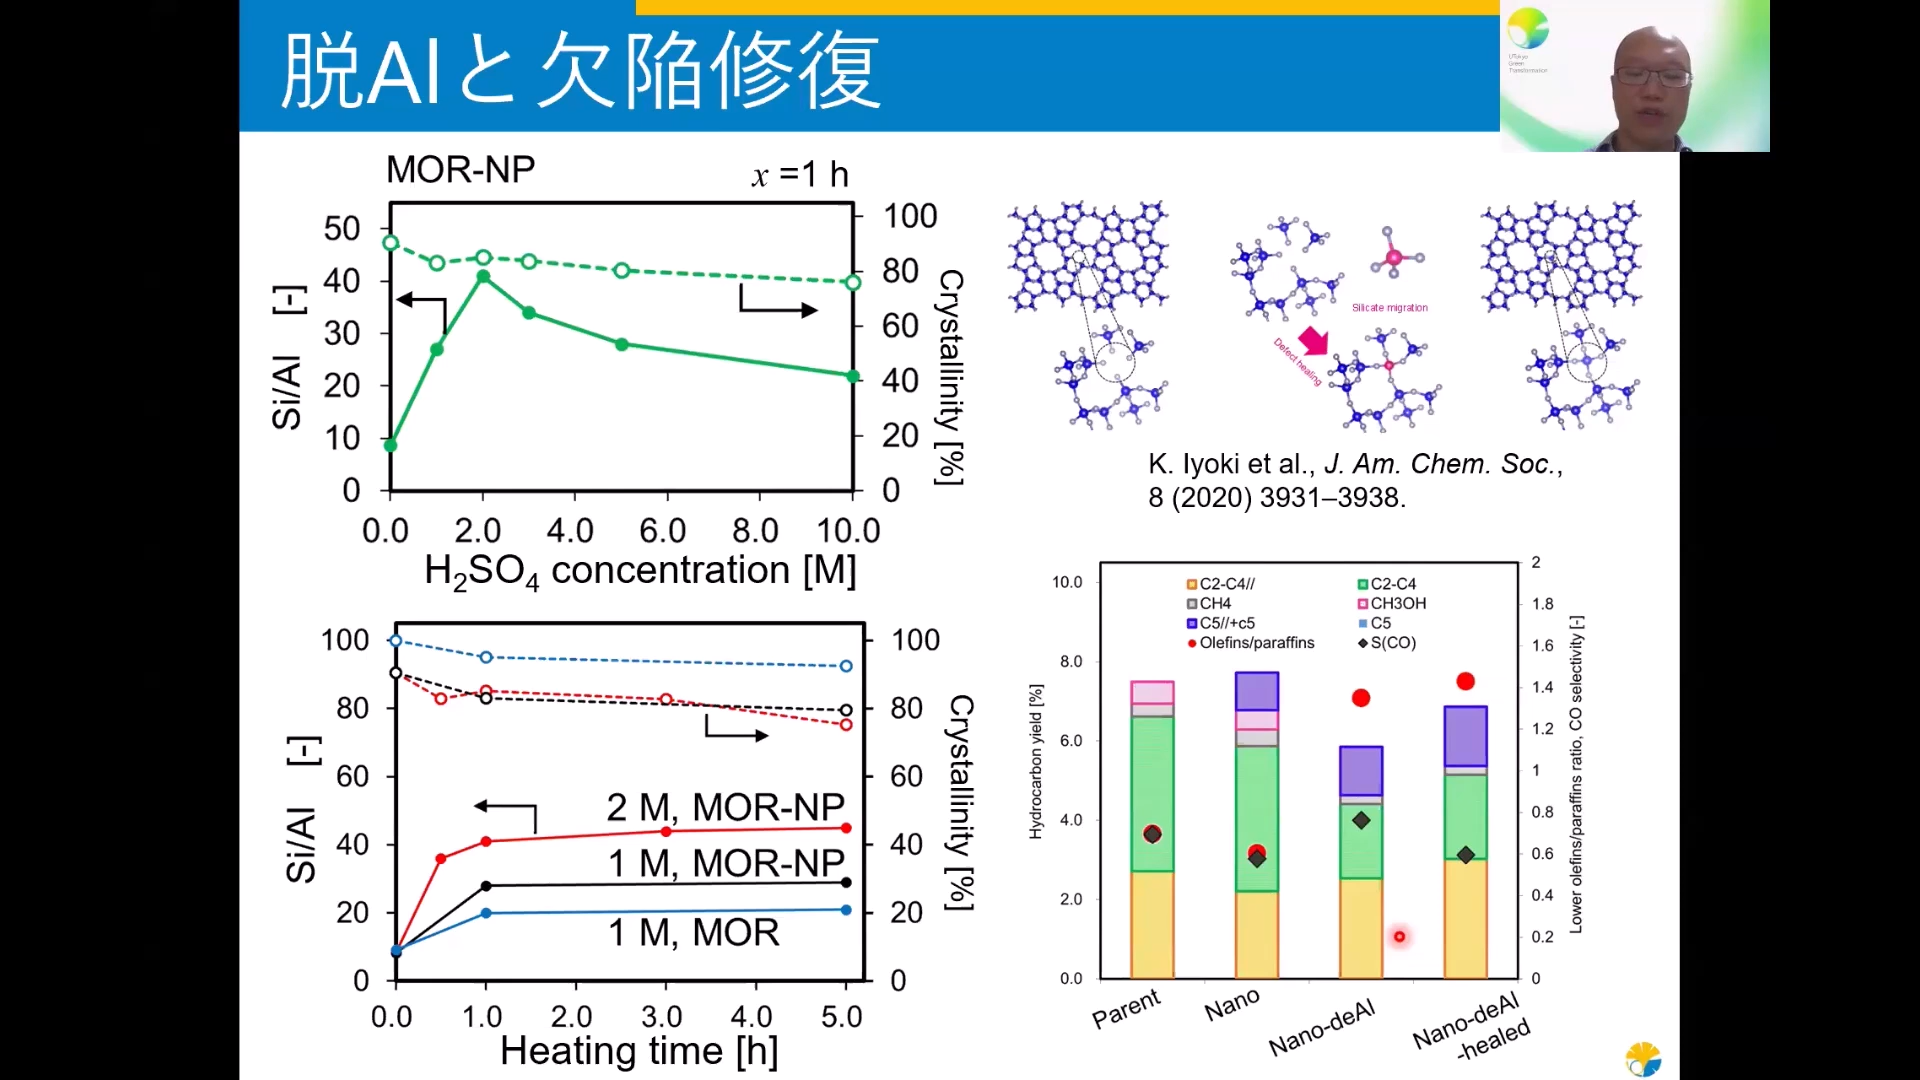 脱Alと欠陥修復
UTokyo
Green
Transformation
MOR-NP
x =1 h
50
40
30
20
10
0
Si/Al [-]
100
80
60
40
20
0
Crystallinity [%]
0.0 2.0 4.0 6.0 8.0 10.0
H2SO4 concentration [M]
Silicate migration
Defect healing
K. Iyoki et al., J. Am. Chem. Soc.,
8 (2020) 3931–3938.
100
80
60
40
20
0
Si/Al [-]
100
80
60
40
20
0
Crystallinity [%]
2 M, MOR-NP
1 M, MOR-NP
1 M, MOR
0.0 1.0 2.0 3.0 4.0 5.0
Heating time [h]
10.0
8.0
6.0
4.0
2.0
0.0
Hydrocarbon yield [%]
C2-C4// C2-C4
CH4 CH3OH
C5//+c5 C5
Olefins/paraffins S(CO)
2
1.8
1.6
1.4
1.2
1
0.8
0.6
0.4
0.2
0
Lower olefins/paraffins ratio, CO selectivity [-]
Parent
Nano
Nano-deAl
Nano-deAl
-healed